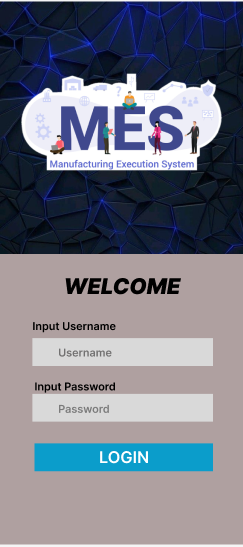 ?
MES
Manufacturing Execution System
WELCOME
Input Username
Username
Input Password
Password
LOGIN